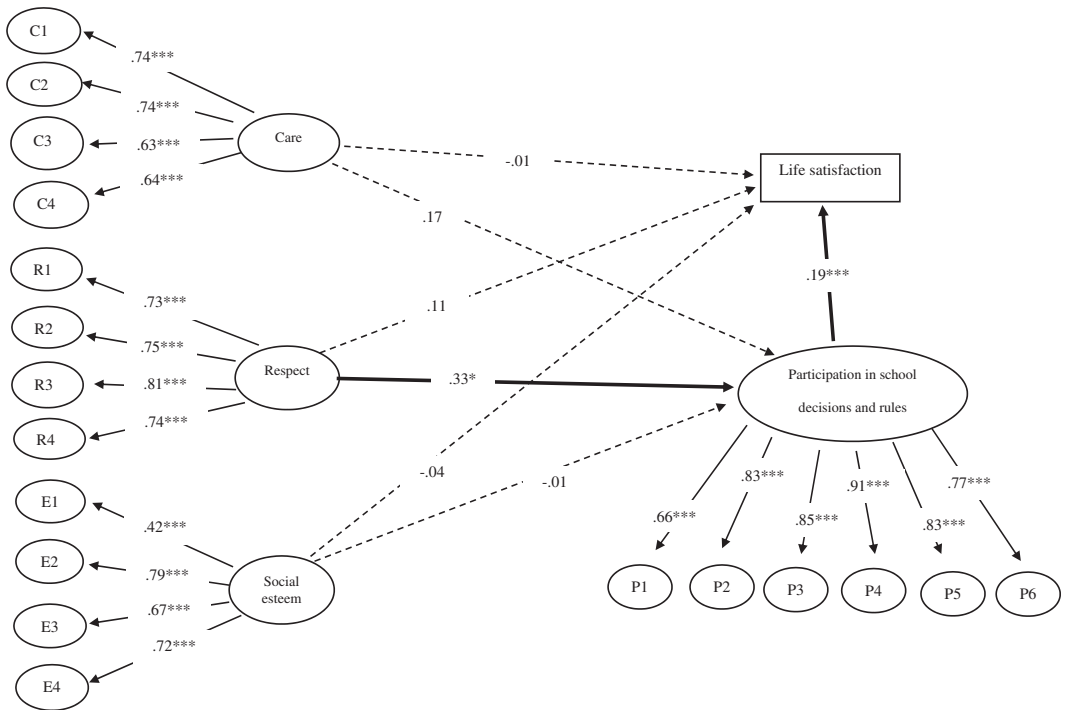 C1
.74***
C2
.74***
C3
.63***
C4
.64***
Care
-.01
.17
Life satisfaction
R1
.73***
R2
.75***
R3
.81***
R4
.74***
Respect
.11
.33*
.19***
Participation in school
decisions and rules
E1
.42***
E2
.79***
E3
.67***
E4
.72***
Social
esteem
-.04
-.01
.66***
.83***
.85***
.91***
.83***
.77***
P1
P2
P3
P4
P5
P6